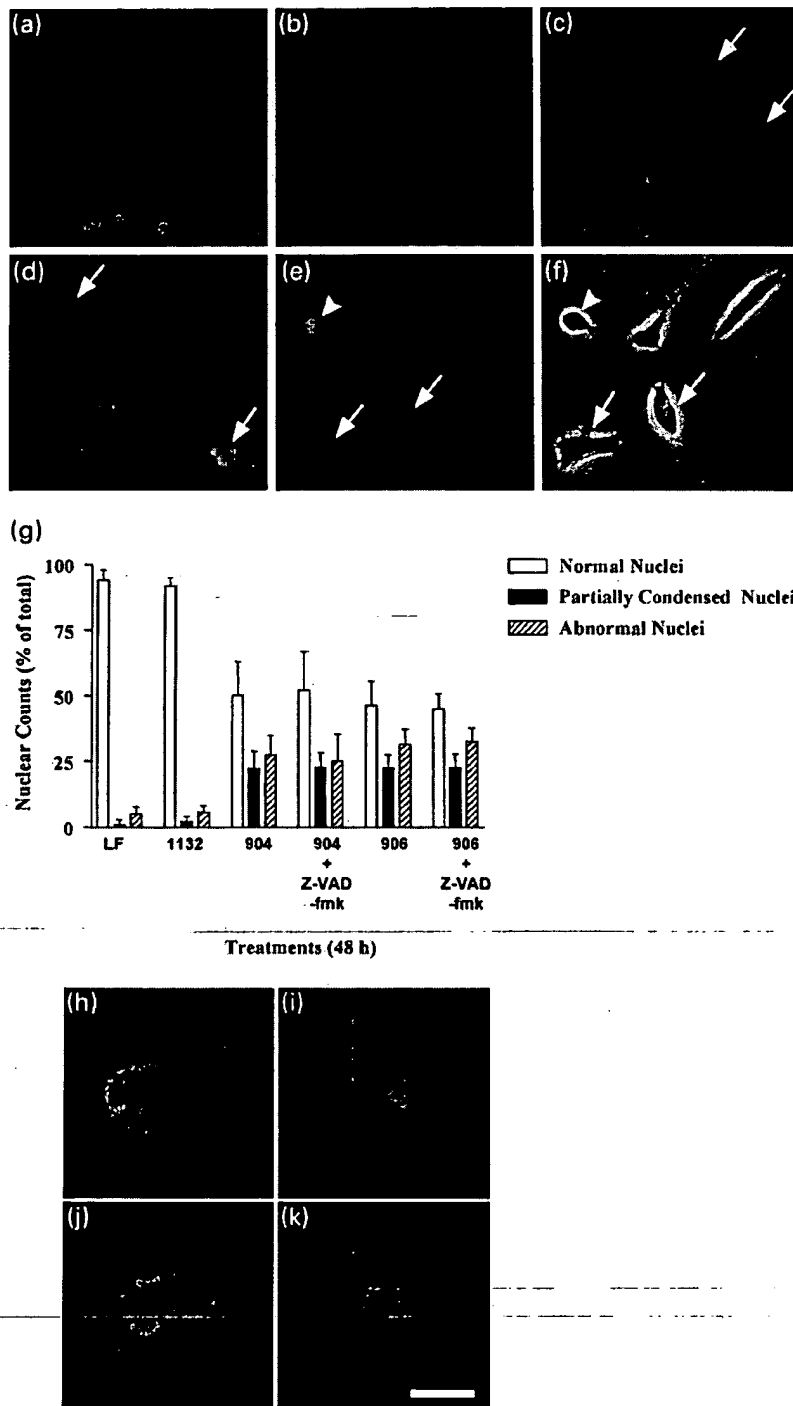 (a)
(b)
(c)
(d)
(e)
(f)
(g)
100
75
50
25
0
Nuclear Counts (% of total)
Normal Nuclei
Partially Condensed Nuclei
Abnormal Nuclei
LF
1132
904
904
+
Z-VAD
-fmk
906
906
+
Z-VAD
-fmk
Treatments (48 h)
(h)
(i)
(j)
(k)